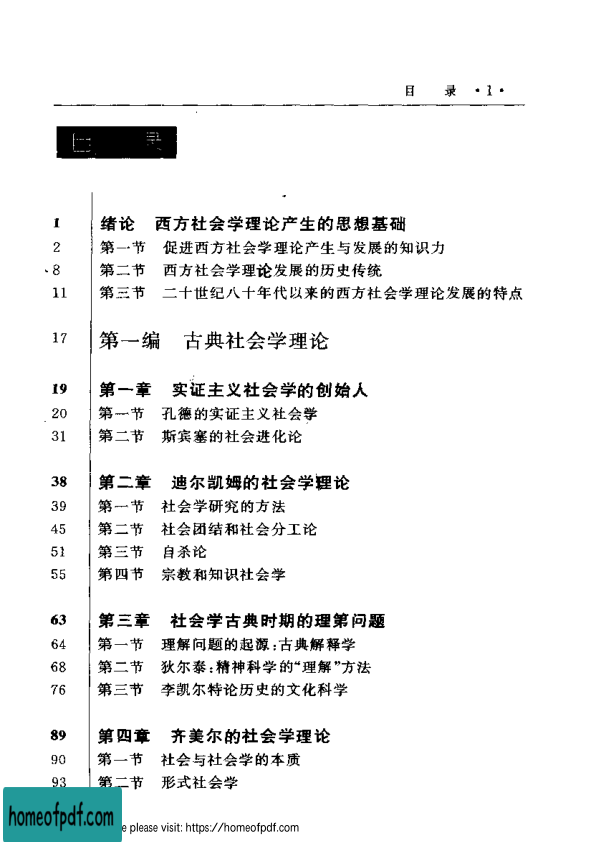 目 录 ·1·
目 录
1 绪论 西方社会学理论产生的思想基础
2 第一节 促进西方社会学理论产生与发展的知识力
8 第二节 西方社会学理论发展的历史传统
11 第三节 二十世纪八十年代以来的西方社会学理论发展的特点
17 第一编 古典社会学理论
19 第一章 实证主义社会学的创始人
20 第一节 孔德的实证主义社会学
31 第二节 斯宾塞的社会进化论
38 第二章 迪尔凯姆的社会学理论
39 第一节 社会学研究的方法
45 第二节 社会团结和社会分工论
51 第三节 自杀论
55 第四节 宗教和知识社会学
63 第三章 社会学古典时期的理第问题
64 第一节 理解问题的起源:古典解释学
68 第二节 狄尔泰:精神科学的“理解”方法
76 第三节 李凯尔特论历史的文化科学
89 第四章 齐美尔的社会学理论
90 第一节 社会与社会学的本质
93 第二节 形式社会学
homeofpdf.com
e please visit: https://homeofpdf.com